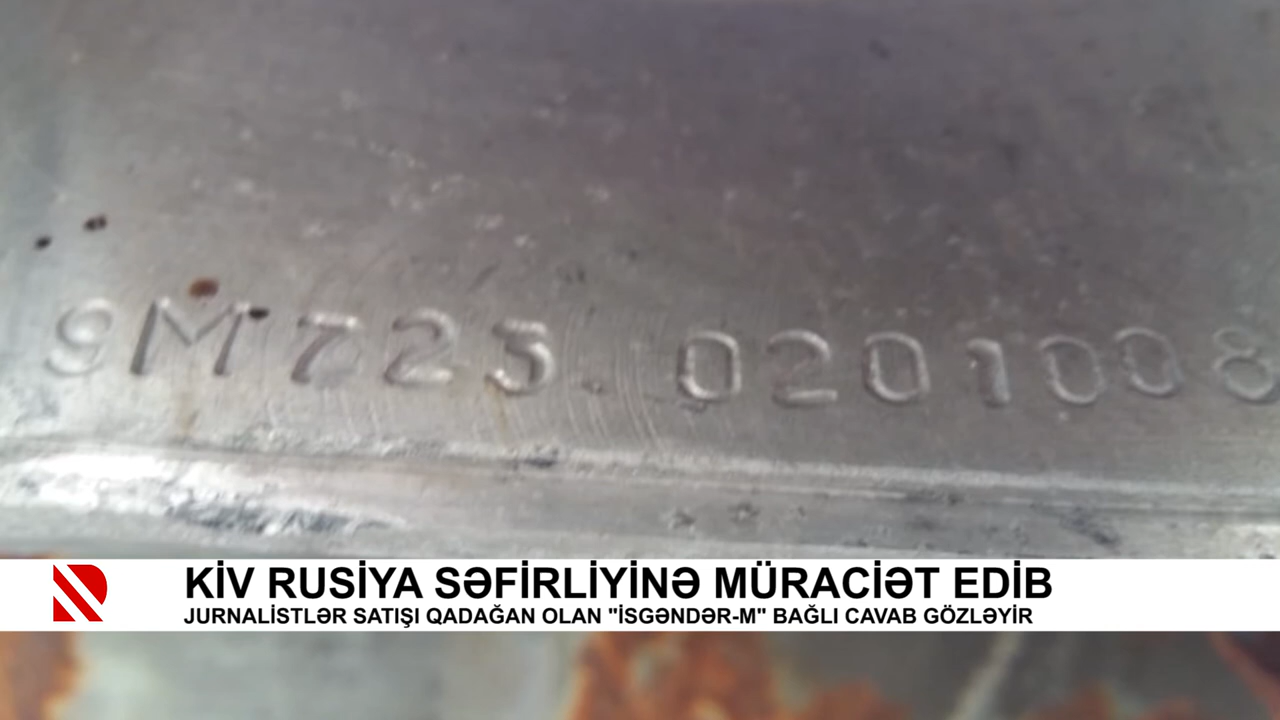 9M723.0201008
KİV RUSİYA SƏFİRLİYİNƏ MÜRACİƏT EDİB
JURNALİSTLƏR SATIŞI QADAĞAN OLAN "İSGƏNDƏR-M" BAĞLI CAVAB GÖZLƏYİR